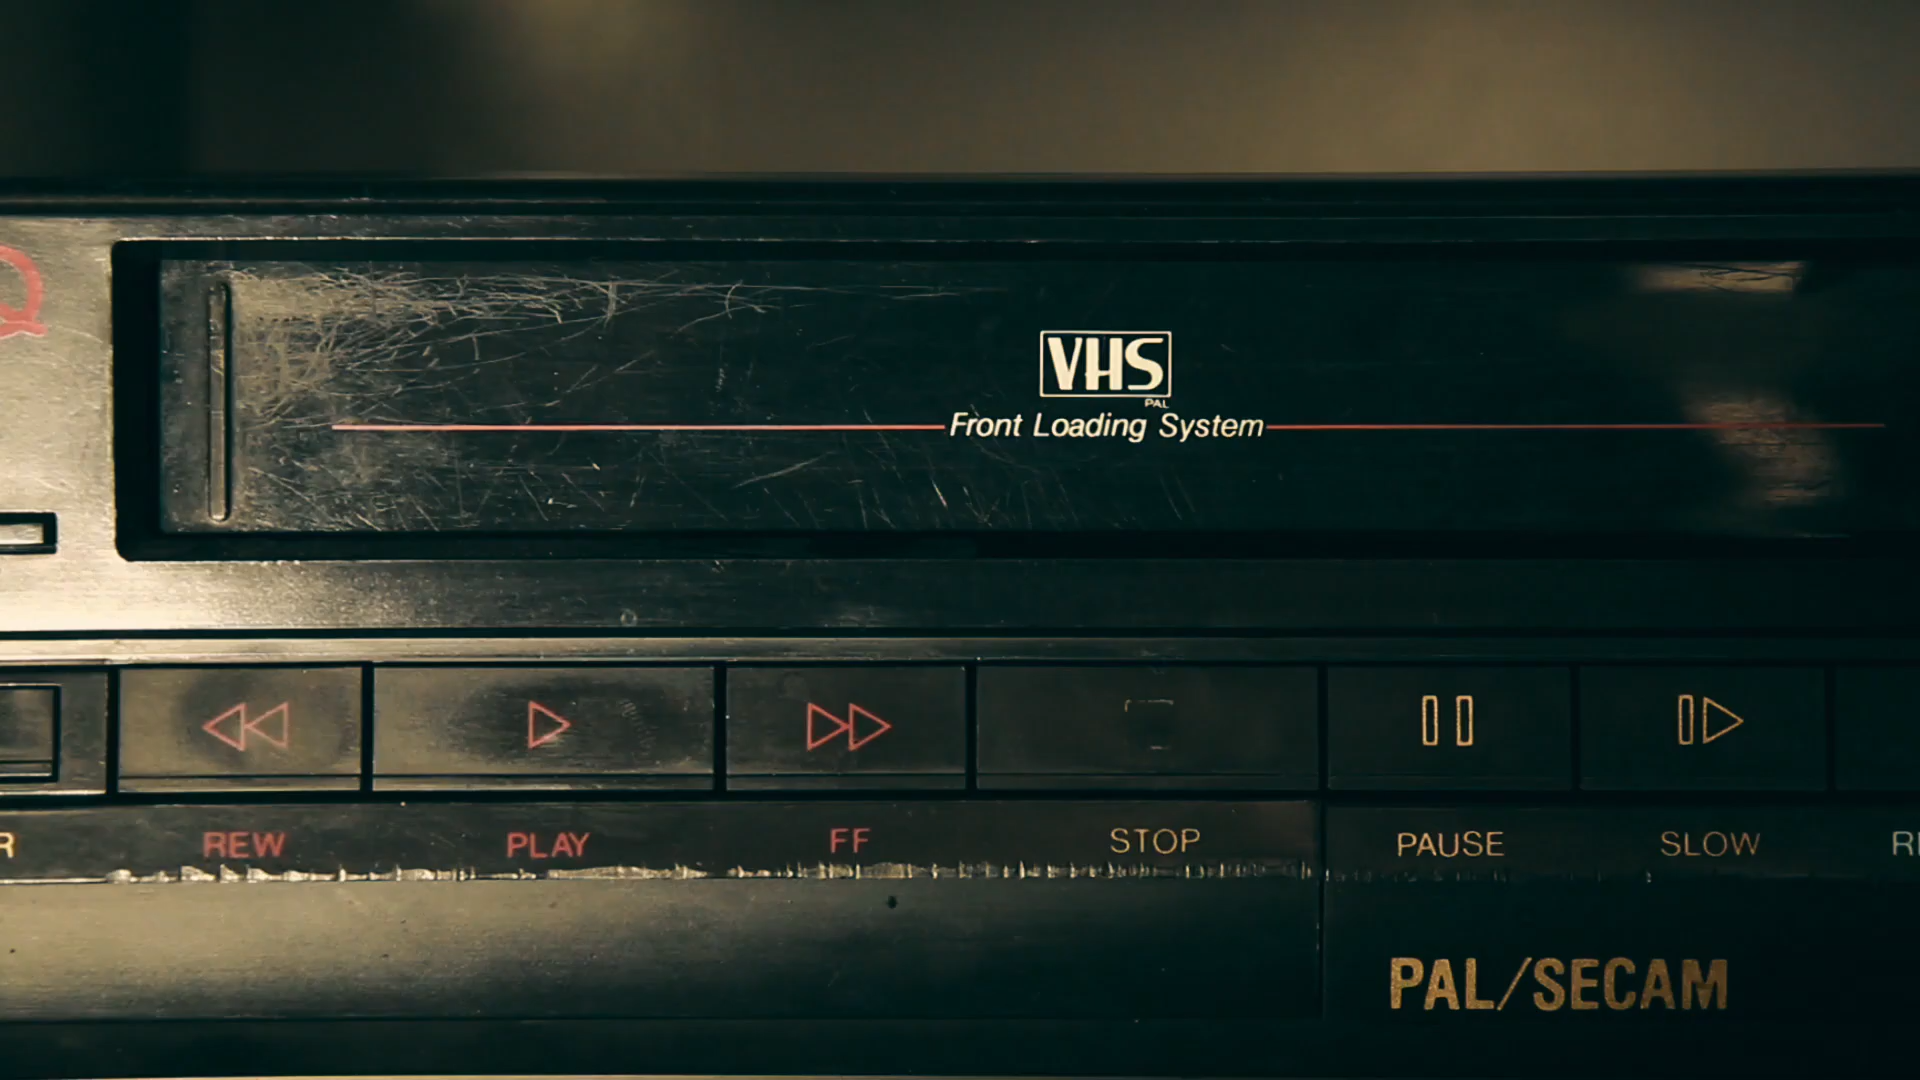 Q
VHS
PAL
Front Loading System
R REW PLAY FF STOP PAUSE SLOW
PAL/SECAM